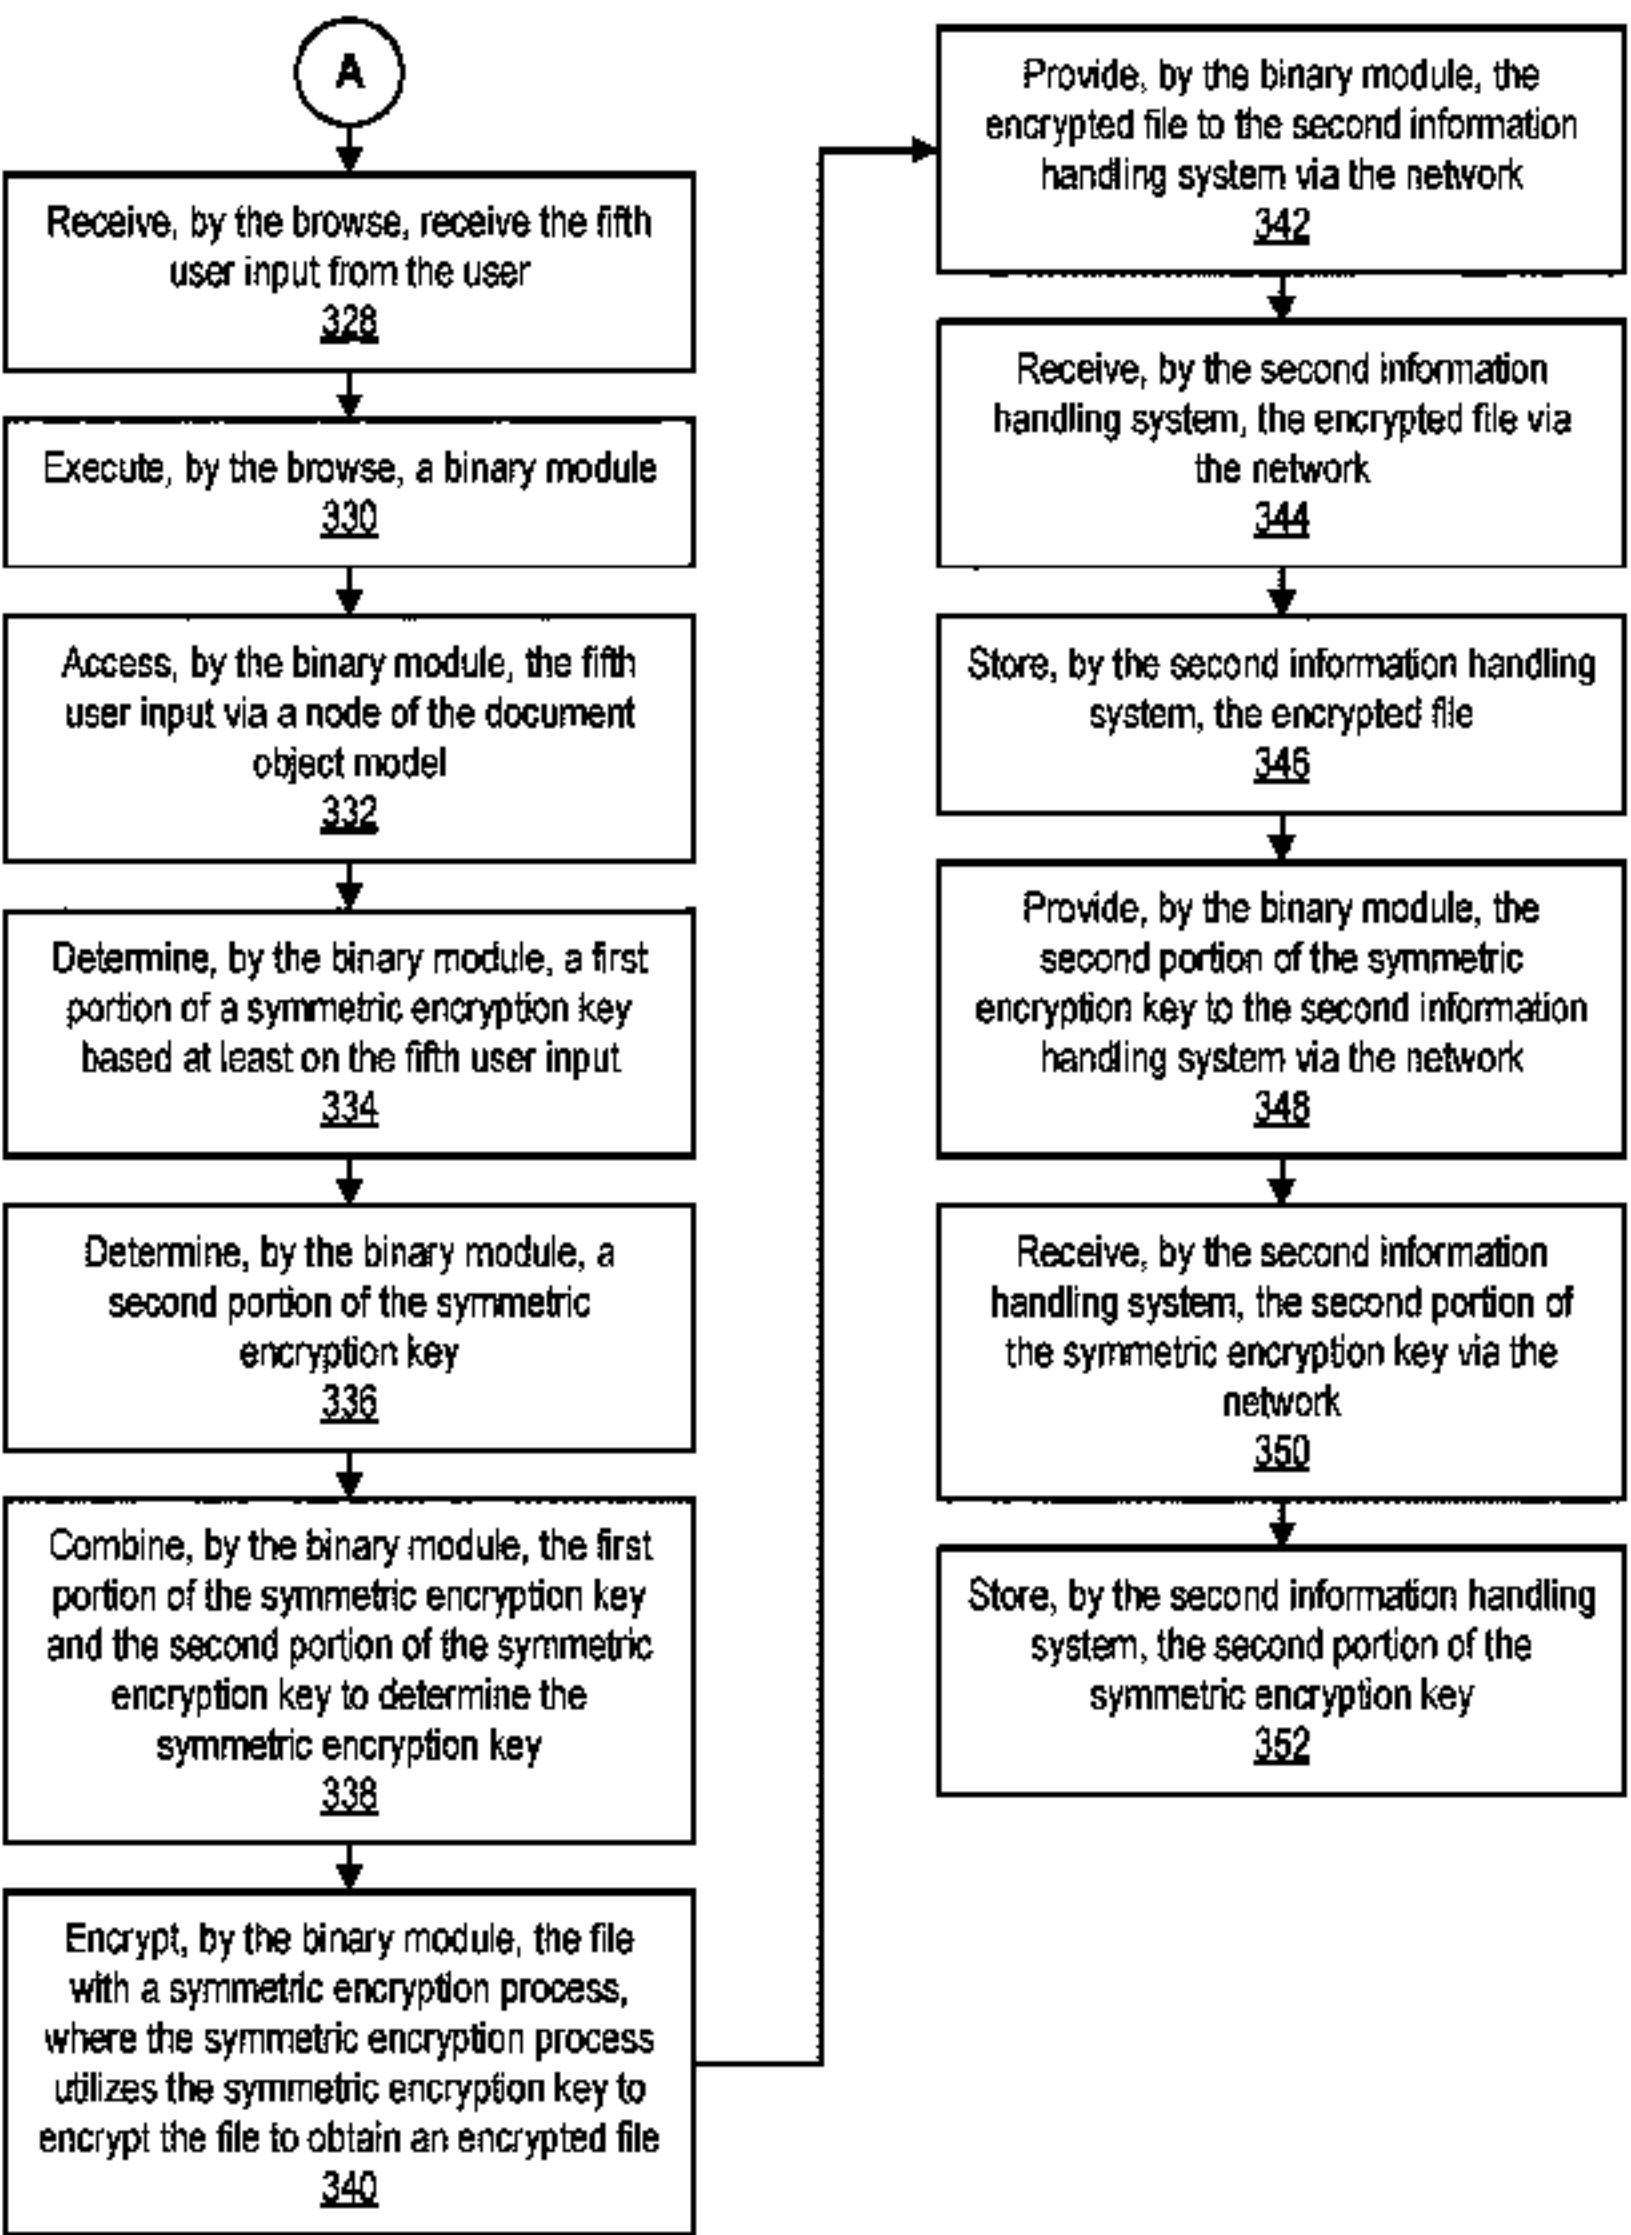 A
Receive, by the browse, receive the fifth
user input from the user
328
Execute, by the browse, a binary module
330
Access, by the binary module, the fifth
user input via a node of the document
object model
332
Determine, by the binary module, a first
portion of a symmetric encryption key
based at least on the fifth user input
334
Determine, by the binary module, a
second portion of the symmetric
encryption key
336
Combine, by the binary module, the first
portion of the symmetric encryption key
and the second portion of the symmetric
encryption key to determine the
symmetric encryption key
338
Encrypt, by the binary module, the file
with a symmetric encryption process,
where the symmetric encryption process
utilizes the symmetric encryption key to
encrypt the file to obtain an encrypted file
340
Provide, by the binary module, the
encrypted file to the second information
handling system via the network
342
Receive, by the second information
handling system, the encrypted file via
the network
344
Store, by the second information handling
system, the encrypted file
346
Provide, by the binary module, the
second portion of the symmetric
encryption key to the second information
handling system via the network
348
Receive, by the second information
handling system, the second portion of
the symmetric encryption key via the
network
350
Store, by the second information handling
system, the second portion of the
symmetric encryption key
352